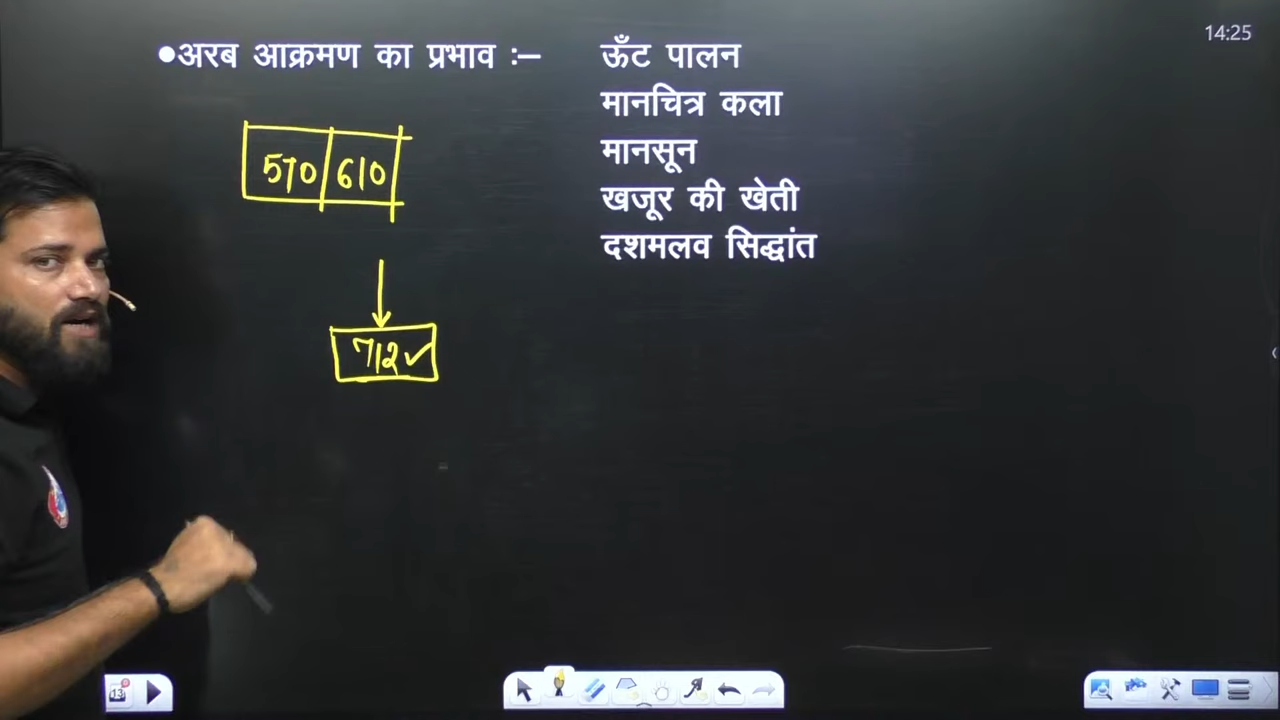 14:25
•अरब आक्रमण का प्रभाव :– ऊँट पालन
मानचित्र कला
मानसून
खजूर की खेती
दशमलव सिद्धांत
570 610
712✓